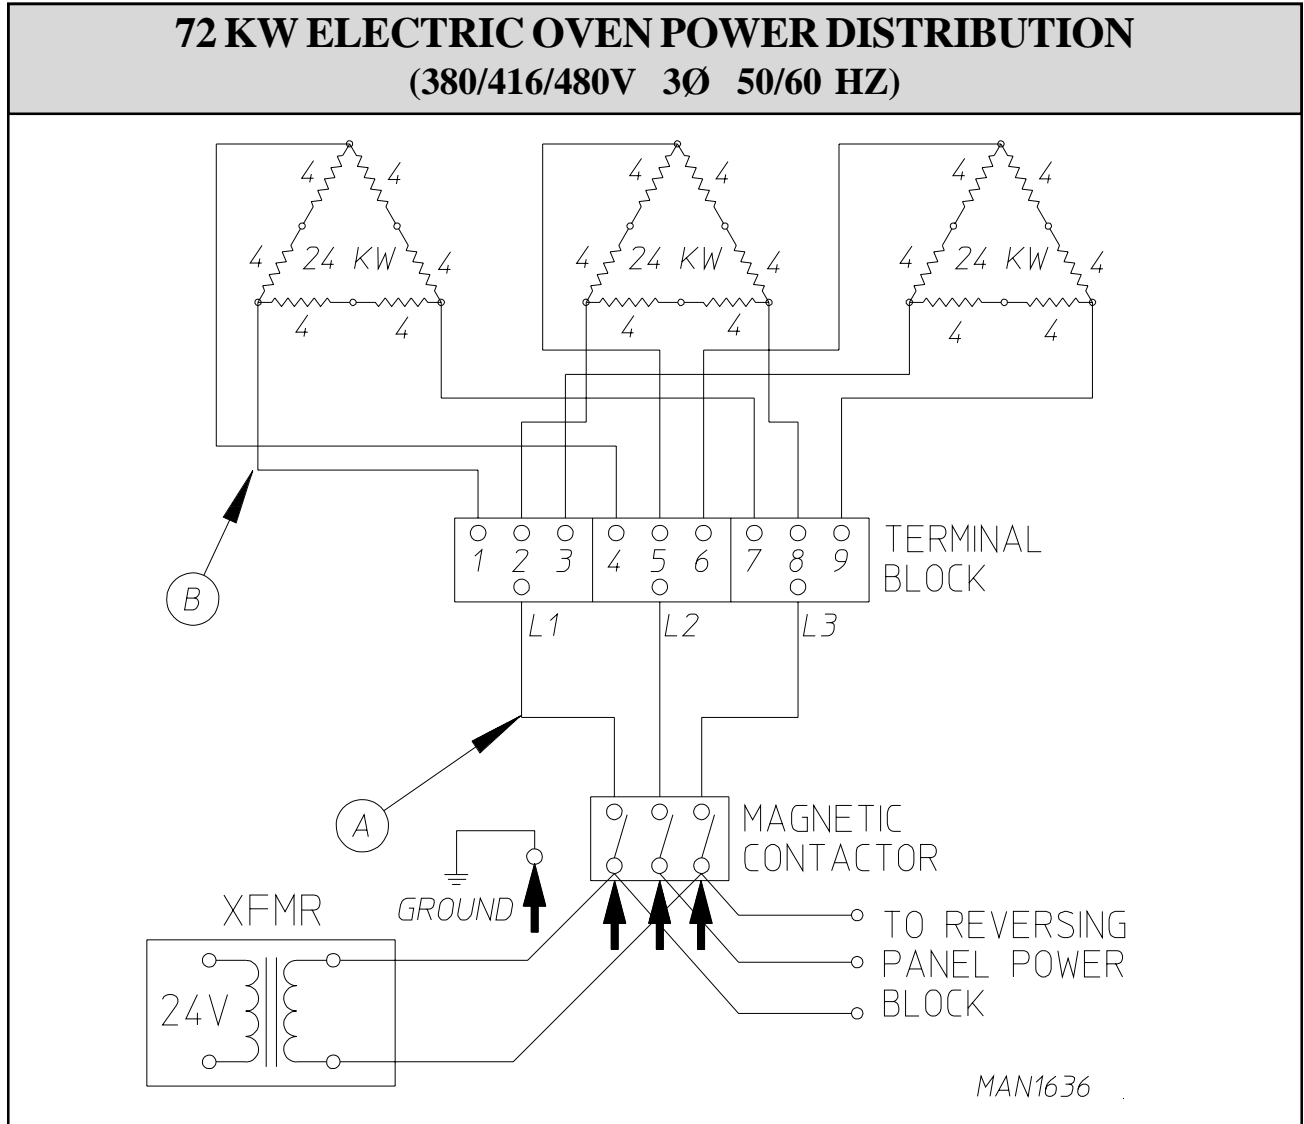 72 KW ELECTRIC OVEN POWER DISTRIBUTION
(380/416/480V 3Ø 50/60 HZ)
4 4 4 4 4 4
4 24 KW 4 4 24 KW 4 4 24 KW 4
4 4 4 4 4 4
B
1 2 3 4 5 6 7 8 9
TERMINAL
BLOCK
L1 L2 L3
A
MAGNETIC
CONTACTOR
GROUND
XFMR
24V
TO REVERSING
PANEL POWER
BLOCK
MAN1636